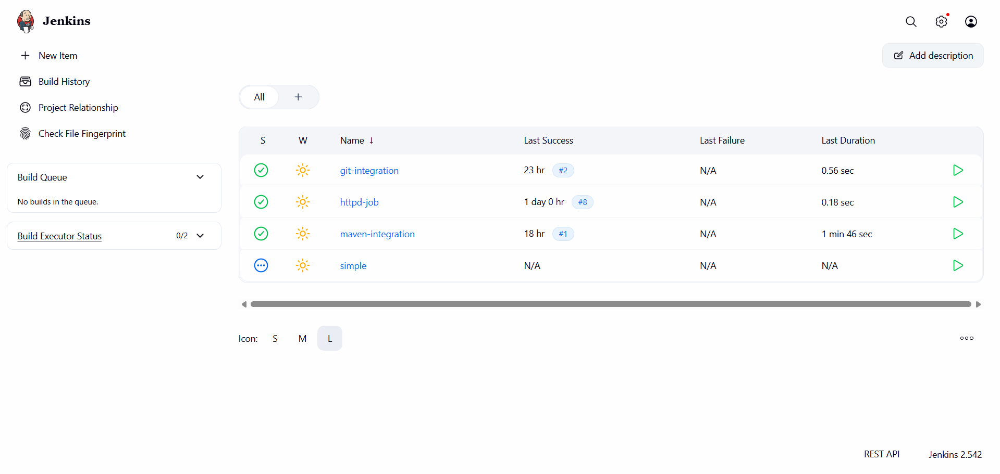 Jenkins
New Item
Build History
Project Relationship
Check File Fingerprint
Build Queue
No builds in the queue.
Build Executor Status 0/2
Add description
All
S W Name ↓ Last Success Last Failure Last Duration
git-integration 23 hr #2 N/A 0.56 sec
httpd-job 1 day 0 hr #8 N/A 0.18 sec
maven-integration 18 hr #1 N/A 1 min 46 sec
simple N/A N/A N/A
Icon: S M L
REST API Jenkins 2.542